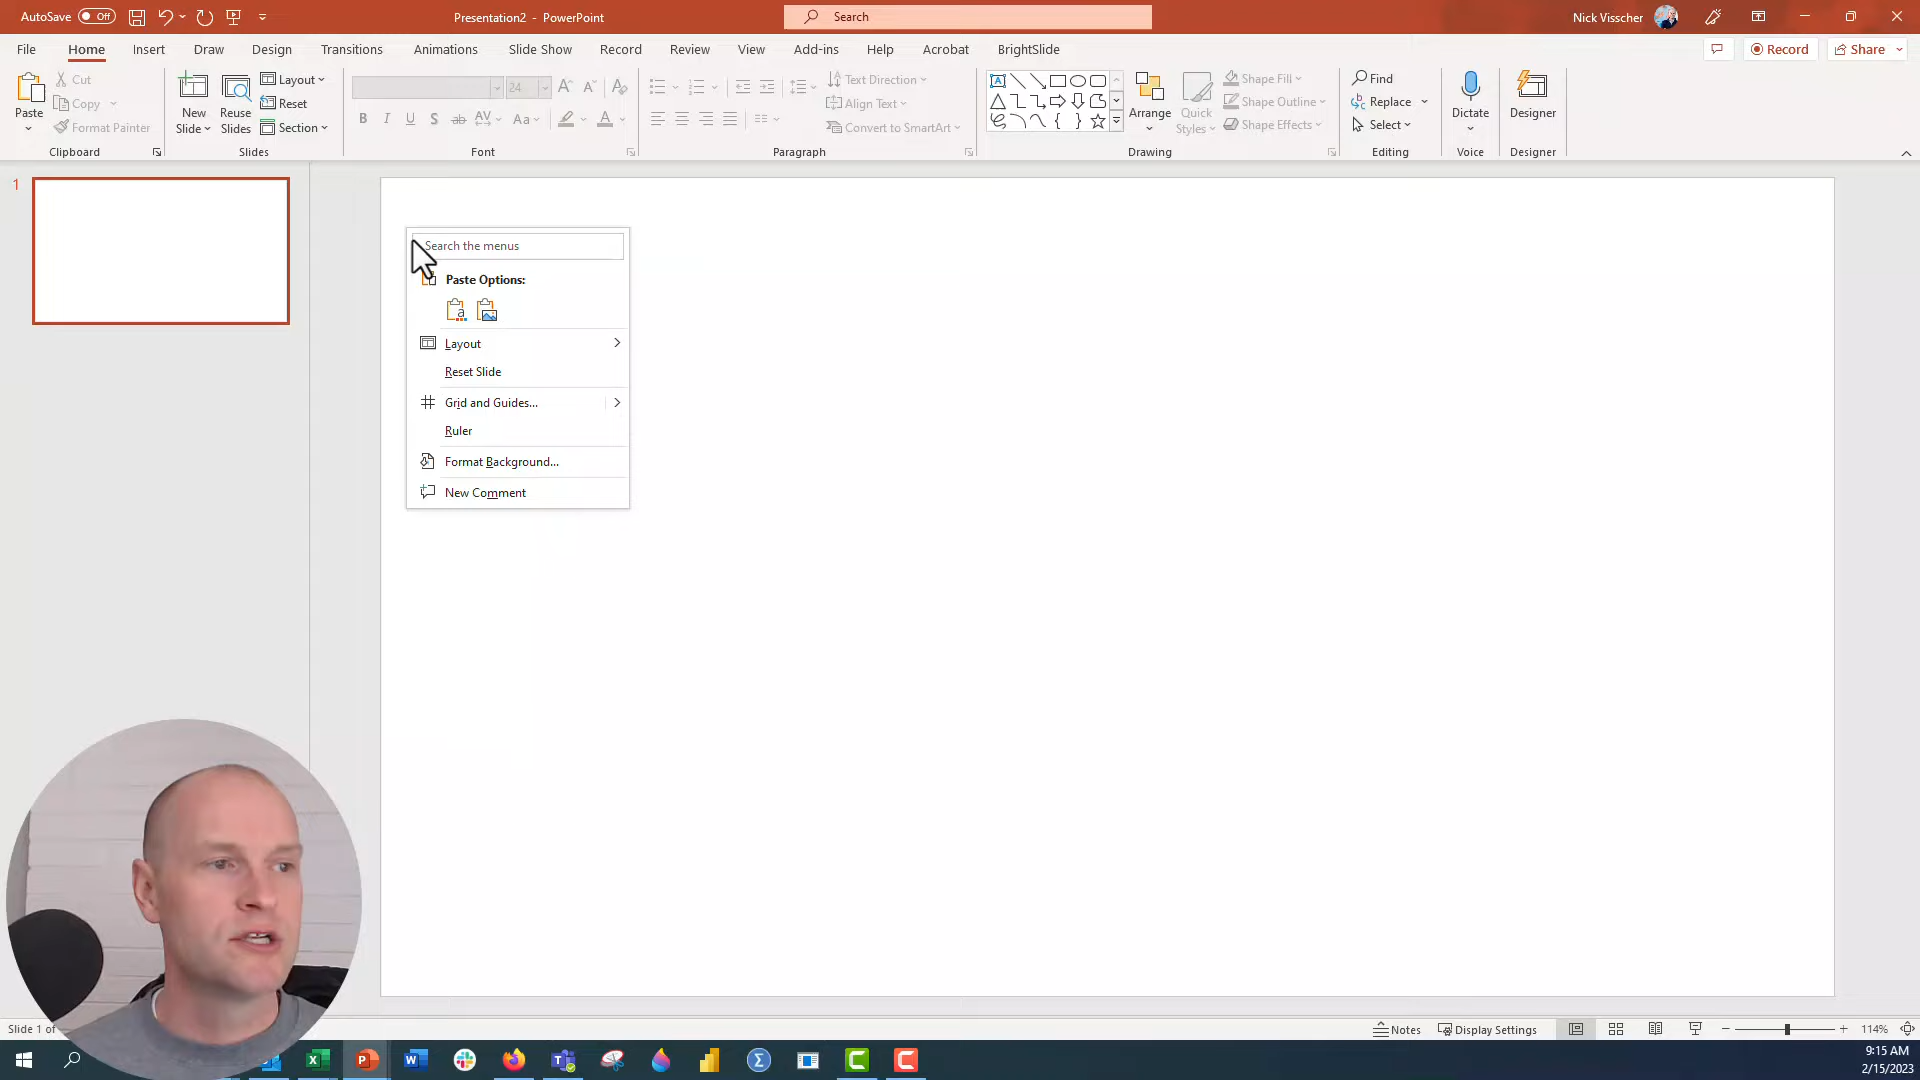 AutoSave Off
Presentation2 - PowerPoint
Search
Nick Visscher
File Home Insert Draw Design Transitions Animations Slide Show Record Review View Add-ins Help Acrobat BrightSlide
Record Share
Paste
Cut
Copy
Format Painter
Clipboard
New Slide
Reuse Slides
Layout
Reset
Section
Slides
24
B I U S ab AV Aa A
Font
Text Direction
Align Text
Convert to SmartArt
Paragraph
Arrange
Quick Styles
Shape Fill
Shape Outline
Shape Effects
Drawing
Find
Replace
Select
Editing
Dictate
Voice
Designer
Designer
1
Search the menus
Paste Options:
Layout
Reset Slide
Grid and Guides...
Ruler
Format Background...
New Comment
Slide 1 of
Notes Display Settings 114%
9:15 AM
2/15/2023